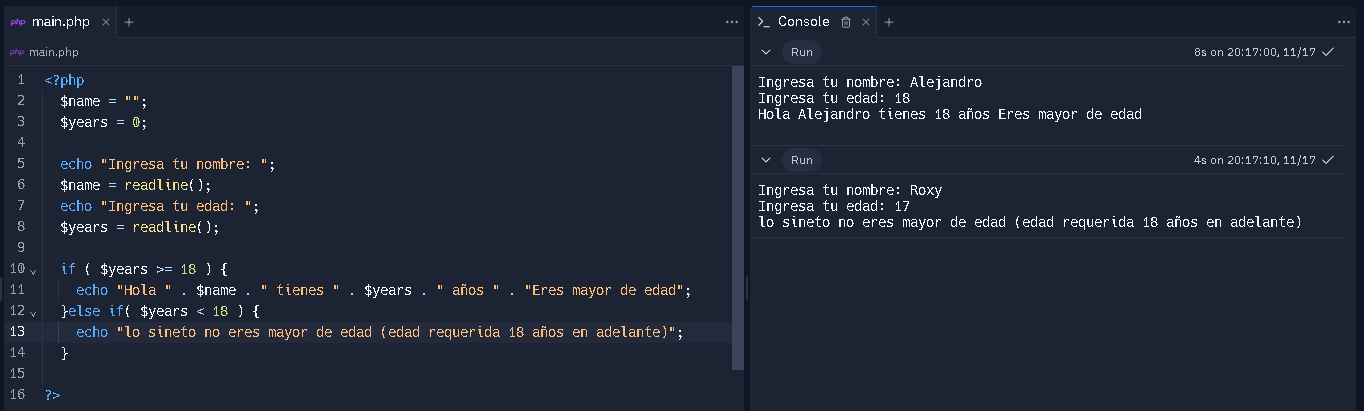 php main.php × +
php main.php
1 <?php
2 $name = "";
3 $years = 0;
4
5 echo "Ingresa tu nombre: ";
6 $name = readline();
7 echo "Ingresa tu edad: ";
8 $years = readline();
9
10 if ( $years >= 18 ) {
11 echo "Hola " . $name . " tienes " . $years . " años " . "Eres mayor de edad";
12 }else if( $years < 18 ) {
13 echo "lo sineto no eres mayor de edad (edad requerida 18 años en adelante)";
14 }
15
16 ?>
Console × +
Run 8s on 20:17:00, 11/17
Ingresa tu nombre: Alejandro
Ingresa tu edad: 18
Hola Alejandro tienes 18 años Eres mayor de edad
Run 4s on 20:17:10, 11/17
Ingresa tu nombre: Roxy
Ingresa tu edad: 17
lo sineto no eres mayor de edad (edad requerida 18 años en adelante)